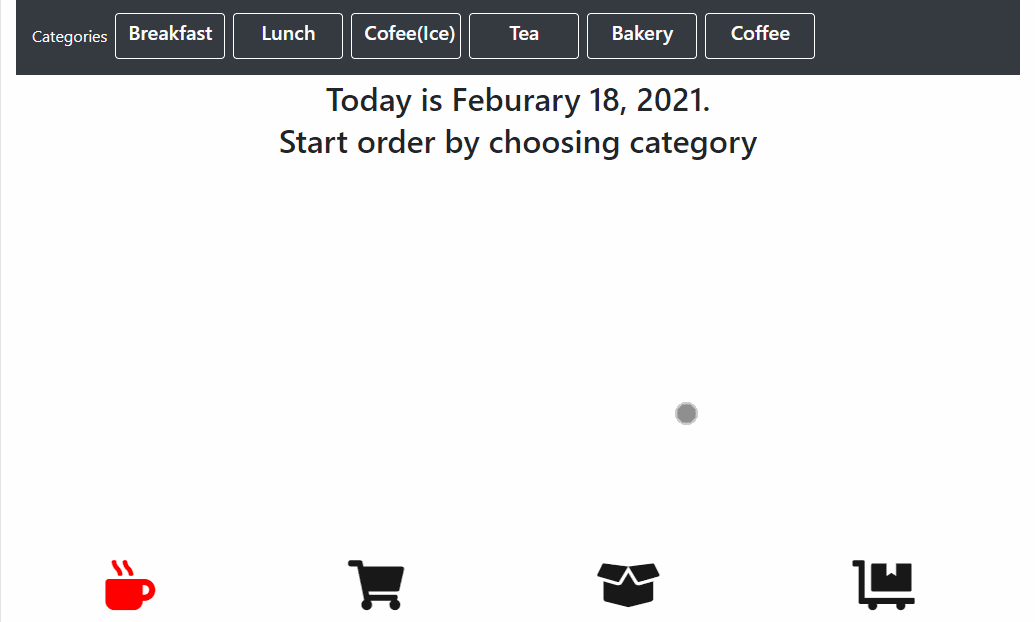 Categories Breakfast Lunch Cofee(Ice) Tea Bakery Coffee
Today is Feburary 18, 2021.
Start order by choosing category